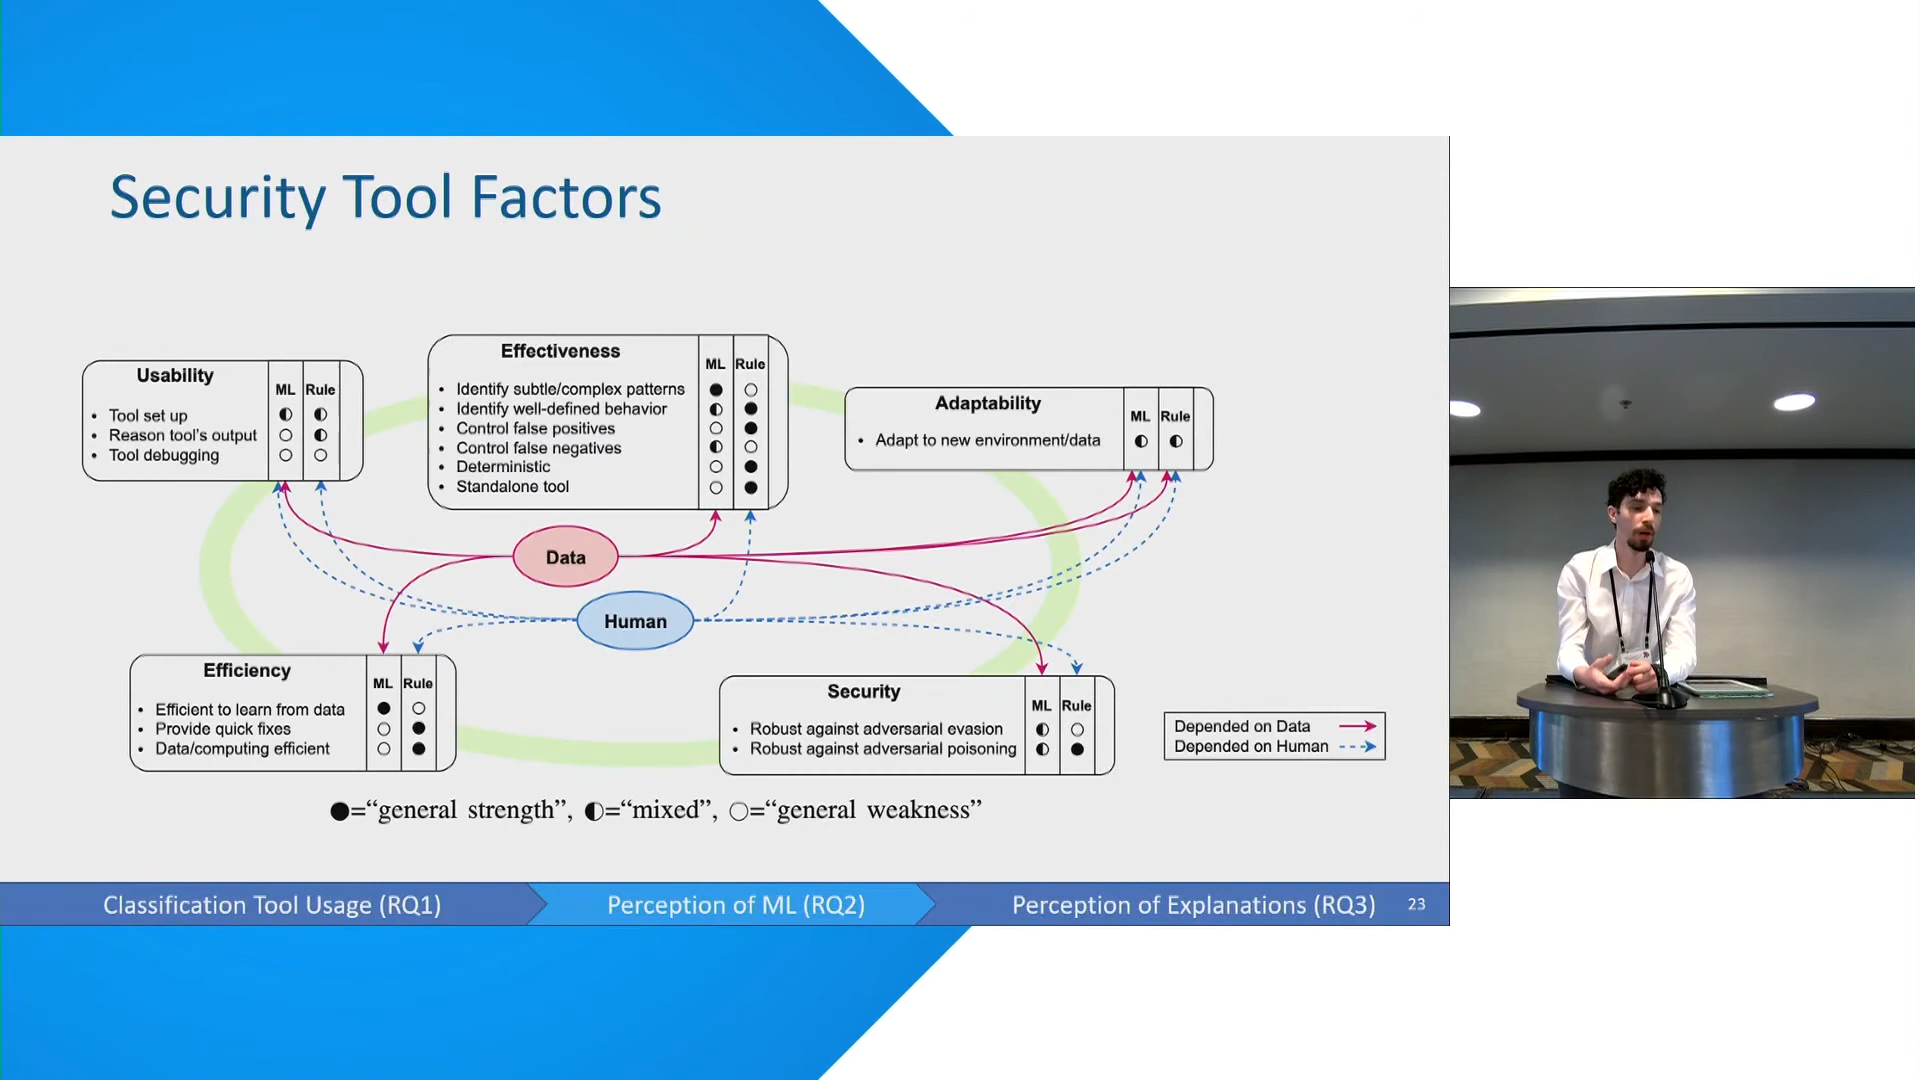 Security Tool Factors
Usability
ML Rule
• Tool set up
• Reason tool's output
• Tool debugging
Effectiveness
ML Rule
• Identify subtle/complex patterns
• Identify well-defined behavior
• Control false positives
• Control false negatives
• Deterministic
• Standalone tool
Adaptability
ML Rule
• Adapt to new environment/data
Data
Human
Efficiency
ML Rule
• Efficient to learn from data
• Provide quick fixes
• Data/computing efficient
Security
ML Rule
• Robust against adversarial evasion
• Robust against adversarial poisoning
Depended on Data
Depended on Human
●=“general strength”, ◐=“mixed”, ○=“general weakness”
Classification Tool Usage (RQ1)
Perception of ML (RQ2)
Perception of Explanations (RQ3)
23